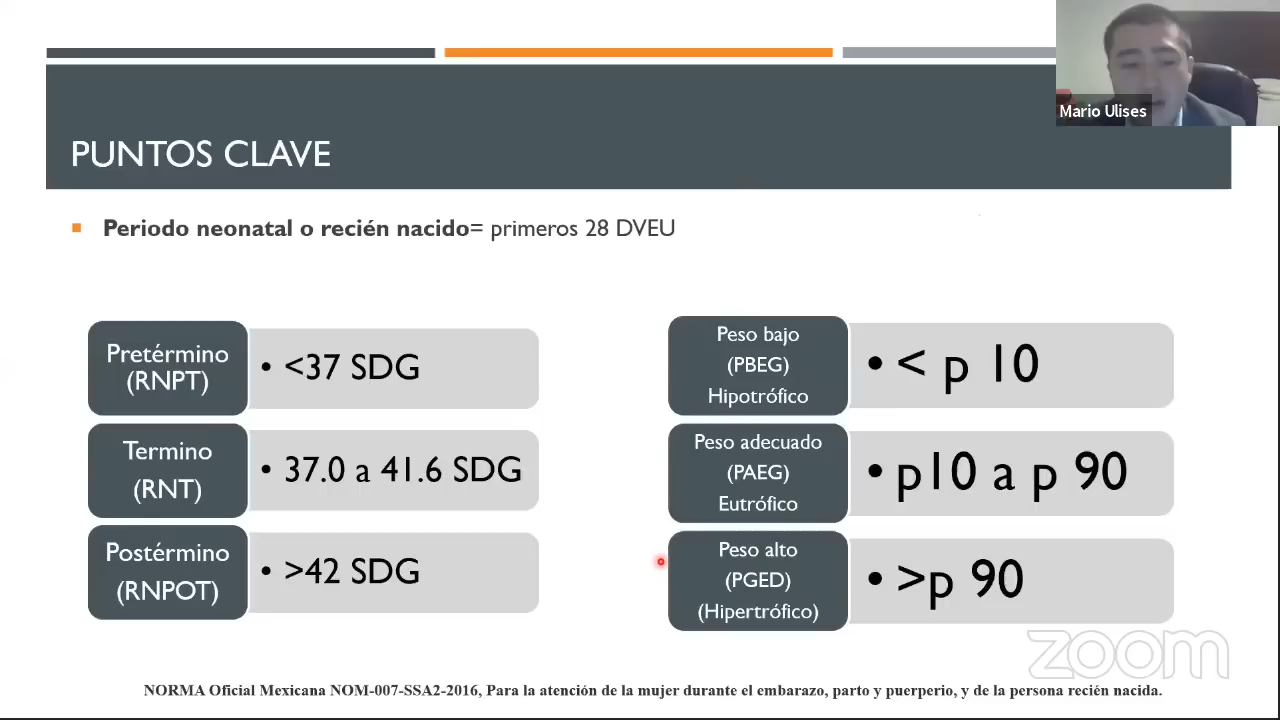 Mario Ulises
PUNTOS CLAVE
▪ Periodo neonatal o recién nacido= primeros 28 DVEU
Pretérmino
(RNPT)
• <37 SDG
Termino
(RNT)
• 37.0 a 41.6 SDG
Postérmino
(RNPOT)
• >42 SDG
Peso bajo
(PBEG)
Hipotrófico
• < p 10
Peso adecuado
(PAEG)
Eutrófico
• p10 a p 90
Peso alto
(PGED)
(Hipertrófico)
• >p 90
zoom
NORMA Oficial Mexicana NOM-007-SSA2-2016, Para la atención de la mujer durante el embarazo, parto y puerperio, y de la persona recién nacida.